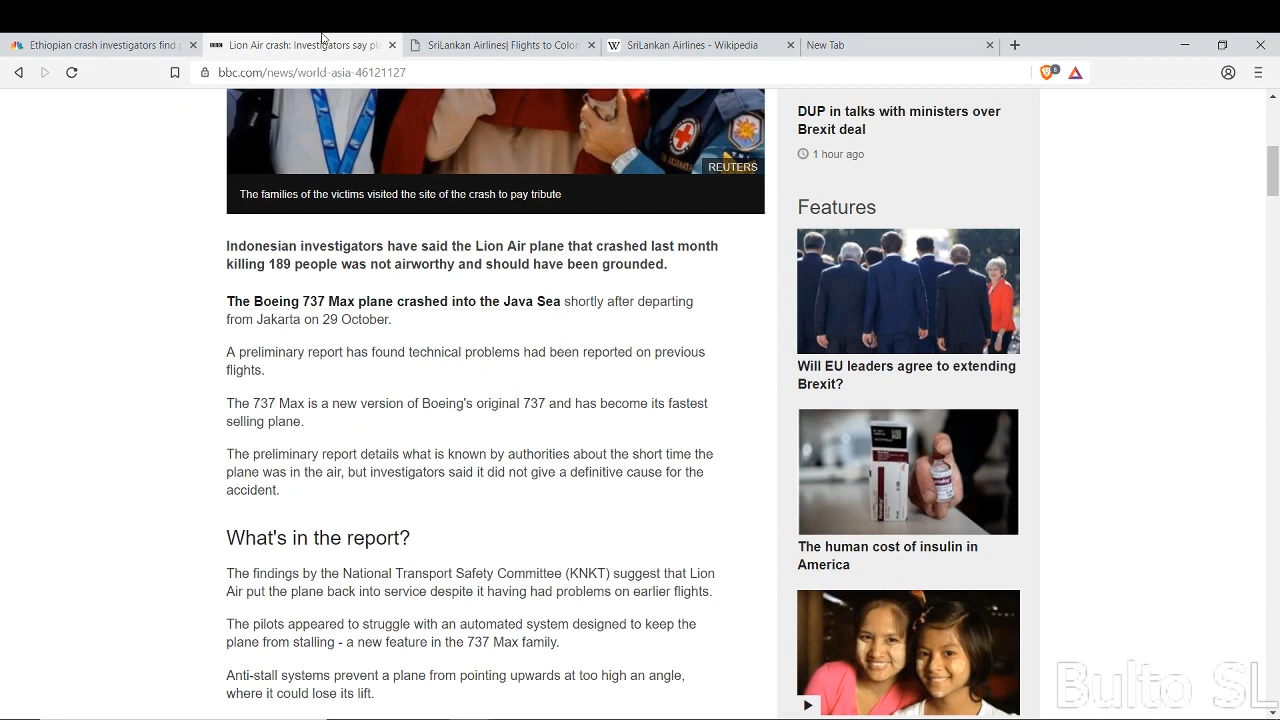 Ethiopian crash investigators find
BBC Lion Air crash: Investigators say pla
SriLankan Airlines| Flights to Colom
W SriLankan Airlines - Wikipedia
New Tab
bbc.com/news/world-asia-46121127
6
REUTERS
The families of the victims visited the site of the crash to pay tribute
Indonesian investigators have said the Lion Air plane that crashed last month
killing 189 people was not airworthy and should have been grounded.
The Boeing 737 Max plane crashed into the Java Sea shortly after departing
from Jakarta on 29 October.
A preliminary report has found technical problems had been reported on previous
flights.
The 737 Max is a new version of Boeing's original 737 and has become its fastest
selling plane.
The preliminary report details what is known by authorities about the short time the
plane was in the air, but investigators said it did not give a definitive cause for the
accident.
What's in the report?
The findings by the National Transport Safety Committee (KNKT) suggest that Lion
Air put the plane back into service despite it having had problems on earlier flights.
The pilots appeared to struggle with an automated system designed to keep the
plane from stalling - a new feature in the 737 Max family.
Anti-stall systems prevent a plane from pointing upwards at too high an angle,
where it could lose its lift.
DUP in talks with ministers over
Brexit deal
1 hour ago
Features
Will EU leaders agree to extending
Brexit?
The human cost of insulin in
America
Bulto SL